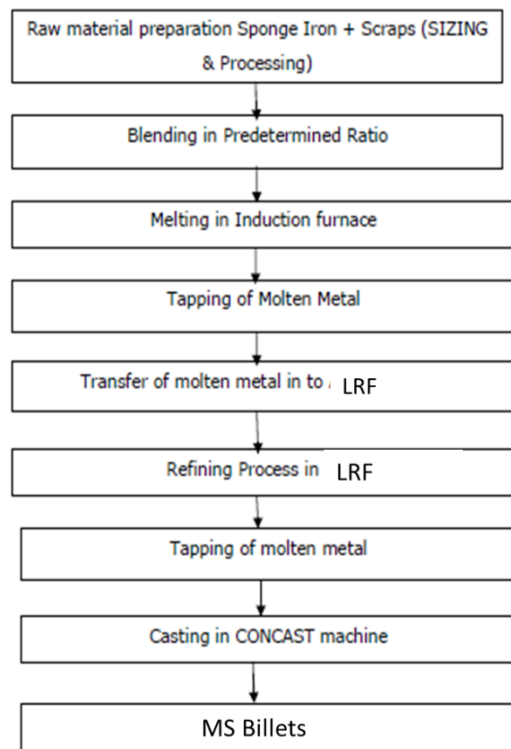 Raw material preparation Sponge Iron + Scraps (SIZING
& Processing)
Blending in Predetermined Ratio
Melting in Induction furnace
Tapping of Molten Metal
Transfer of molten metal in to LRF
Refining Process in LRF
Tapping of molten metal
Casting in CONCAST machine
MS Billets